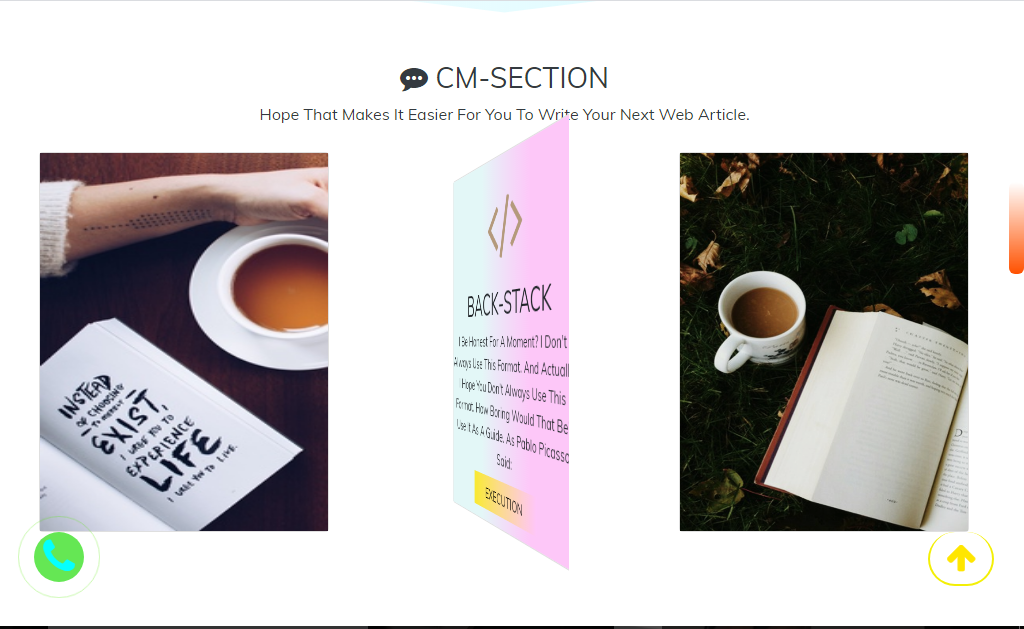 CM-SECTION
Hope That Makes It Easier For You To Write Your Next Web Article.
INSTEAD
OF CHOOSING
TO MERELY
EXIST,
I URGE YOU TO
EXPERIENCE
LIFE
I URGE YOU TO LIVE
</>
BACK-STACK
I Be Honest For A Moment? I Don't
Always Use This Format. And Actuall
I Hope You Don't Always Use This
Format. How Boring Would That Be
Use It As A Guide. As Pablo Picasso
Said:
EXECUTION